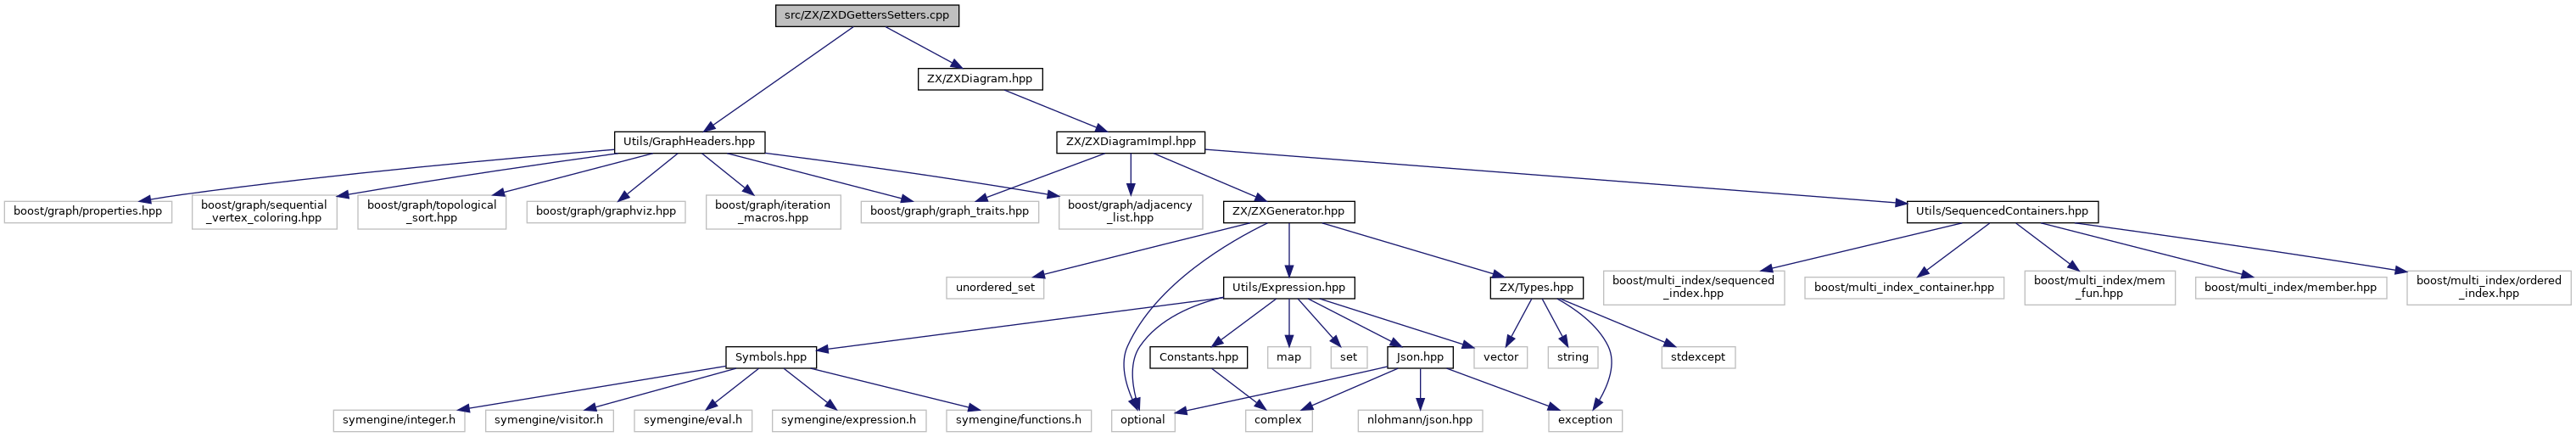 src/ZX/ZXDGettersSetters.cpp
ZX/ZXDiagram.hpp
Utils/GraphHeaders.hpp
ZX/ZXDiagramImpl.hpp
boost/graph/properties.hpp
boost/graph/sequential
_vertex_coloring.hpp
boost/graph/topological
_sort.hpp
boost/graph/graphviz.hpp
boost/graph/iteration
_macros.hpp
boost/graph/graph_traits.hpp
boost/graph/adjacency
_list.hpp
ZX/ZXGenerator.hpp
Utils/SequencedContainers.hpp
unordered_set
Utils/Expression.hpp
ZX/Types.hpp
boost/multi_index/sequenced
_index.hpp
boost/multi_index_container.hpp
boost/multi_index/mem
_fun.hpp
boost/multi_index/member.hpp
boost/multi_index/ordered
_index.hpp
Symbols.hpp
Constants.hpp
map
set
Json.hpp
vector
string
stdexcept
symengine/integer.h
symengine/visitor.h
symengine/eval.h
symengine/expression.h
symengine/functions.h
optional
complex
nlohmann/json.hpp
exception